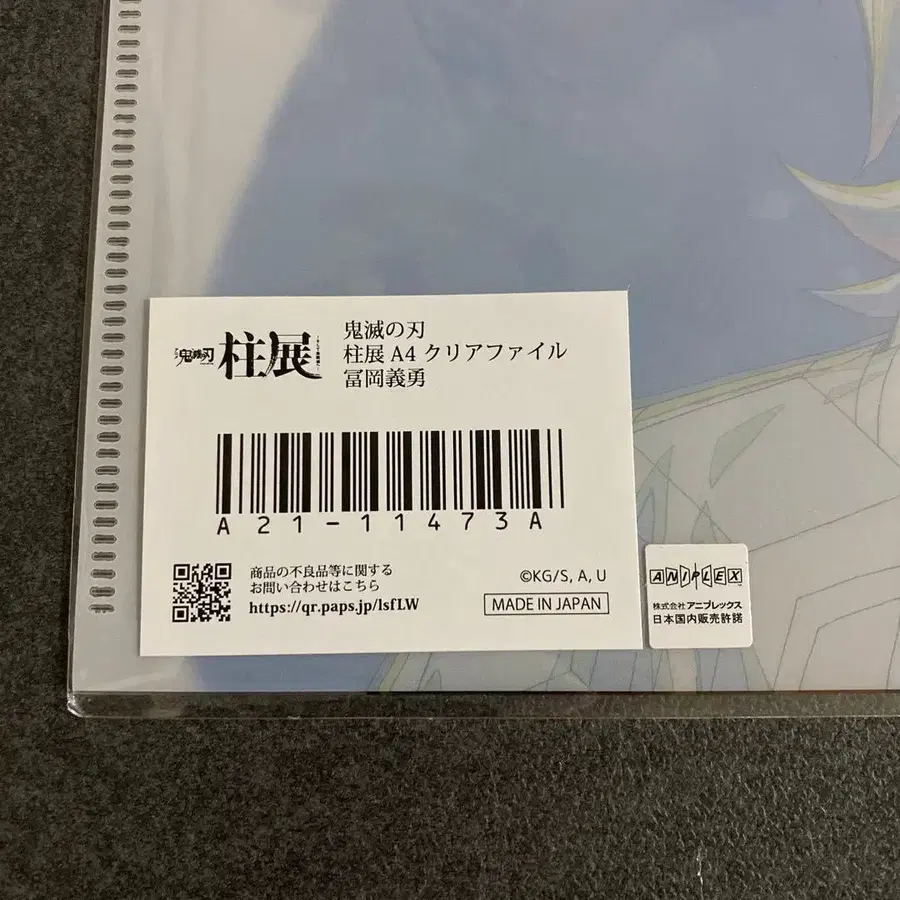 鬼滅の刃
柱展
鬼滅の刃
柱展 A4 クリアファイル
冨岡義勇
A21-11473A
商品の不良品等に関する
お問い合わせはこちら
https://qr.paps.jp/lsfLW
©KG/S, A, U
MADE IN JAPAN
ANIPLEX
株式会社 アニプレックス
日本国内販売許諾